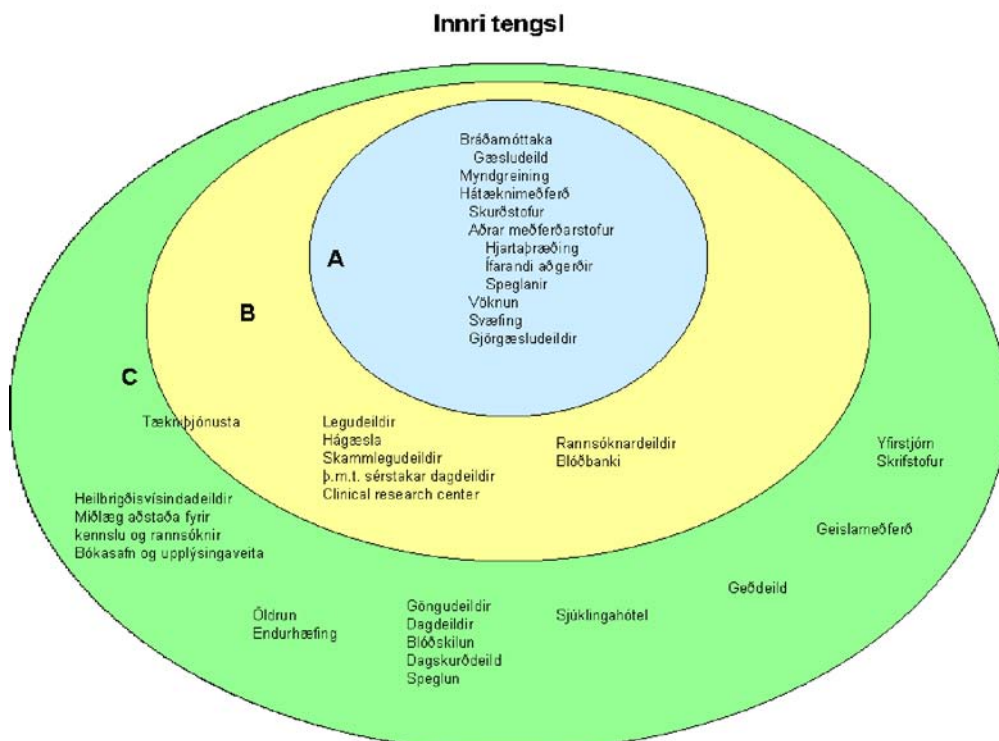 Innri tengsl
Bráðamóttaka
Gæsludeild
Myndgreining
Hátæknimeðferð
Skurðstofur
Aðrar meðferðarstofur
Hjartaþræðing
Ífarandi aðgerðir
Speglanir
Vöknun
Svæfing
Gjörgæsludeildir
A
B
C
Tækniþjónusta
Legudeildir
Hágæsla
Skammlegudeildir
þ.m.t. sérstakar dagdeildir
Clinical research center
Rannsóknardeildir
Blóðbanki
Yfirstjórn
Skrifstofur
Heilbrigðisvísindadeildir
Miðlæg aðstaða fyrir
kennslu og rannsóknir
Bókasafn og upplýsingaveita
Geislameðferð
Geðdeild
Öldrun
Endurhæfing
Göngudeildir
Dagdeildir
Blóðskilun
Dagskurðdeild
Speglun
Sjúklingahótel